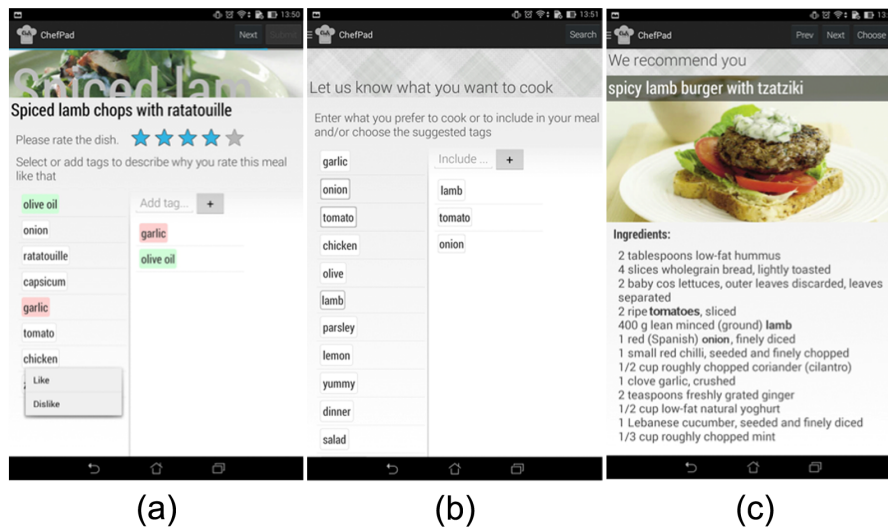 13:50
ChefPad
Next
Submit
Spiced lam
Spiced lamb chops with ratatouille
Please rate the dish.
Select or add tags to describe why you rate this meal
like that
olive oil
onion
ratatouille
capsicum
garlic
tomato
chicken
Like
Dislike
Add tag...
+
garlic
olive oil
(a)
13:51
ChefPad
Search
Let us know what you want to cook
Enter what you prefer to cook or to include in your meal
and/or choose the suggested tags
garlic
onion
tomato
chicken
olive
lamb
parsley
lemon
yummy
dinner
salad
Include ...
+
lamb
tomato
onion
(b)
13:
ChefPad
Prev
Next
Choose
We recommend you
spicy lamb burger with tzatziki
Ingredients:
2 tablespoons low-fat hummus
4 slices wholegrain bread, lightly toasted
2 baby cos lettuces, outer leaves discarded, leaves
separated
2 ripe tomatoes, sliced
400 g lean minced (ground) lamb
1 red (Spanish) onion, finely diced
1 small red chilli, seeded and finely chopped
1/2 cup roughly chopped coriander (cilantro)
1 clove garlic, crushed
2 teaspoons freshly grated ginger
1/2 cup low-fat natural yoghurt
1 Lebanese cucumber, seeded and finely diced
1/3 cup roughly chopped mint
(c)